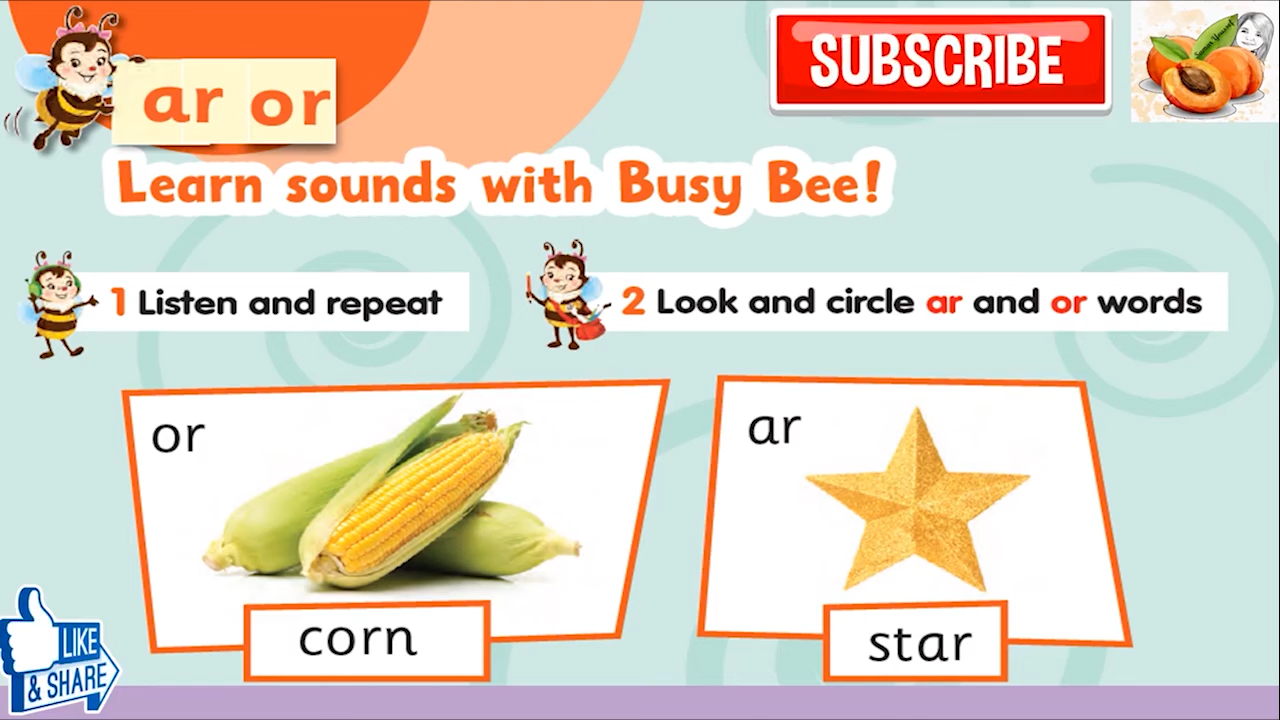 ar or
SUBSCRIBE
Learn sounds with Busy Bee!
1 Listen and repeat
2 Look and circle ar and or words
or
ar
corn
star
LIKE
& SHARE